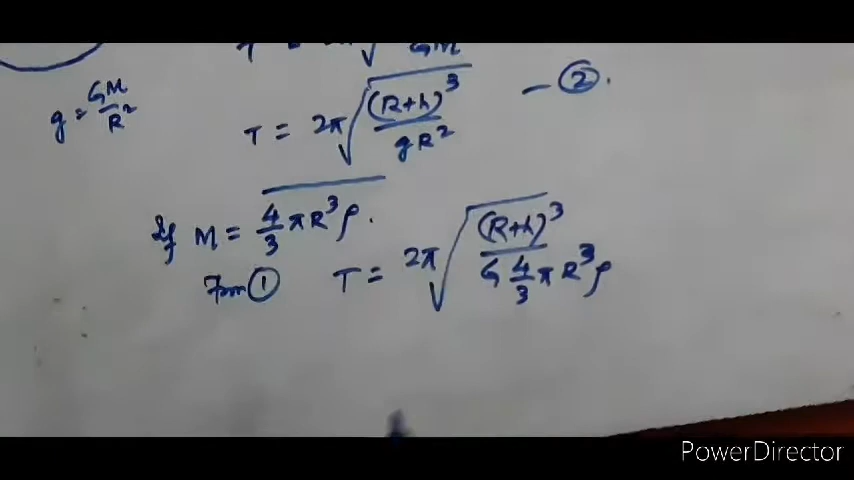 g = GM/R²
T = 2π√((R+h)³/gR²) — ②.
If M = 4/3 πR³ρ.
From ① T = 2π√((R+h)³/G 4/3 πR³ρ)
PowerDirector